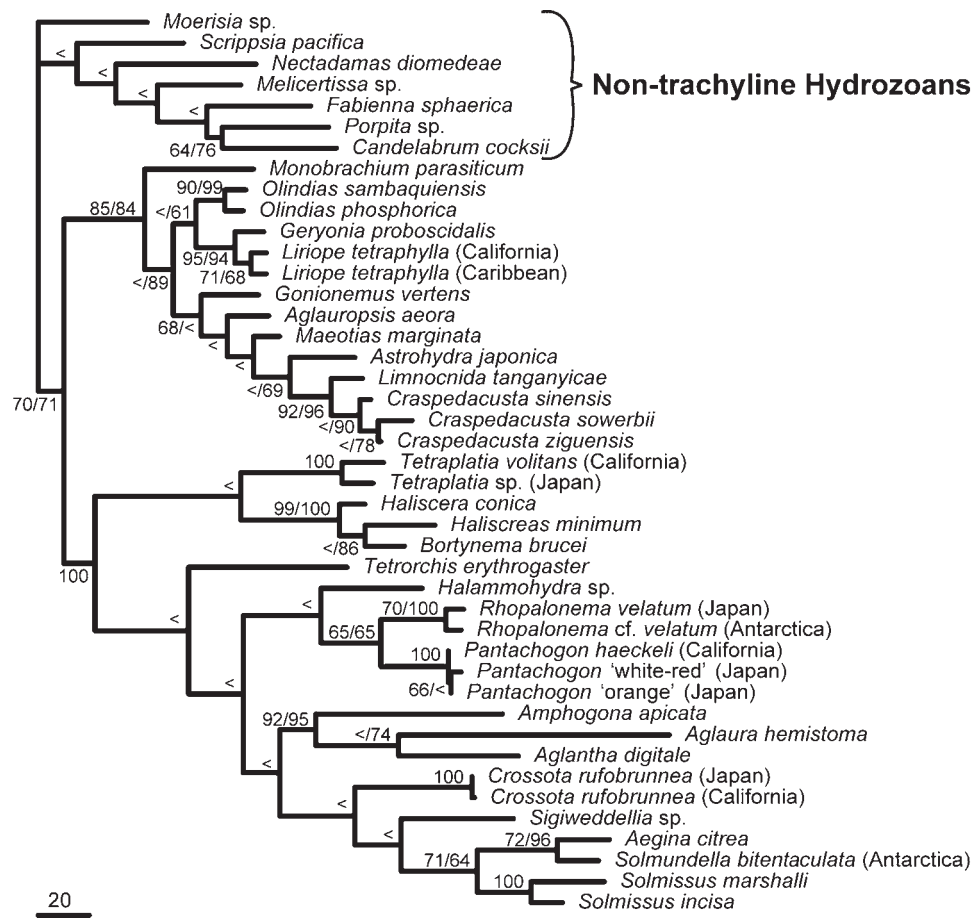 Moerisia sp.
<
Scrippsia pacifica
<
Nectadamas diomedeae
<
Melicertissa sp.
<
Fabienna sphaerica
Porpita sp.
64/76
Candelabrum cocksii
Non-trachyline Hydrozoans
Monobrachium parasiticum
90/99
Olindias sambaquiensis
85/84
</61
Olindias phosphorica
Geryonia proboscidalis
95/94
Liriope tetraphylla (California)
71/68
Liriope tetraphylla (Caribbean)
</89
Gonionemus vertens
68/<
Aglauropsis aeora
<
Maeotias marginata
<
Astrohydra japonica
</69
Limnocnida tanganyicae
70/71
92/96
Craspedacusta sinensis
</90
Craspedacusta sowerbii
</78
Craspedacusta ziguensis
100
Tetraplatia volitans (California)
<
Tetraplatia sp. (Japan)
99/100
Haliscera conica
Haliscreas minimum
</86
Bortynema brucei
100
Tetrorchis erythrogaster
<
Halammohydra sp.
<
70/100
Rhopalonema velatum (Japan)
65/65
Rhopalonema cf. velatum (Antarctica)
100
Pantachogon haeckeli (California)
Pantachogon ‘white-red’ (Japan)
<
66/<
Pantachogon ‘orange’ (Japan)
92/95
Amphogona apicata
</74
Aglaura hemistoma
<
Aglantha digitale
100
Crossota rufobrunnea (Japan)
<
Crossota rufobrunnea (California)
Sigiweddellia sp.
<
72/96
Aegina citrea
71/64
Solmundella bitentaculata (Antarctica)
100
Solmissus marshalli
Solmissus incisa
20